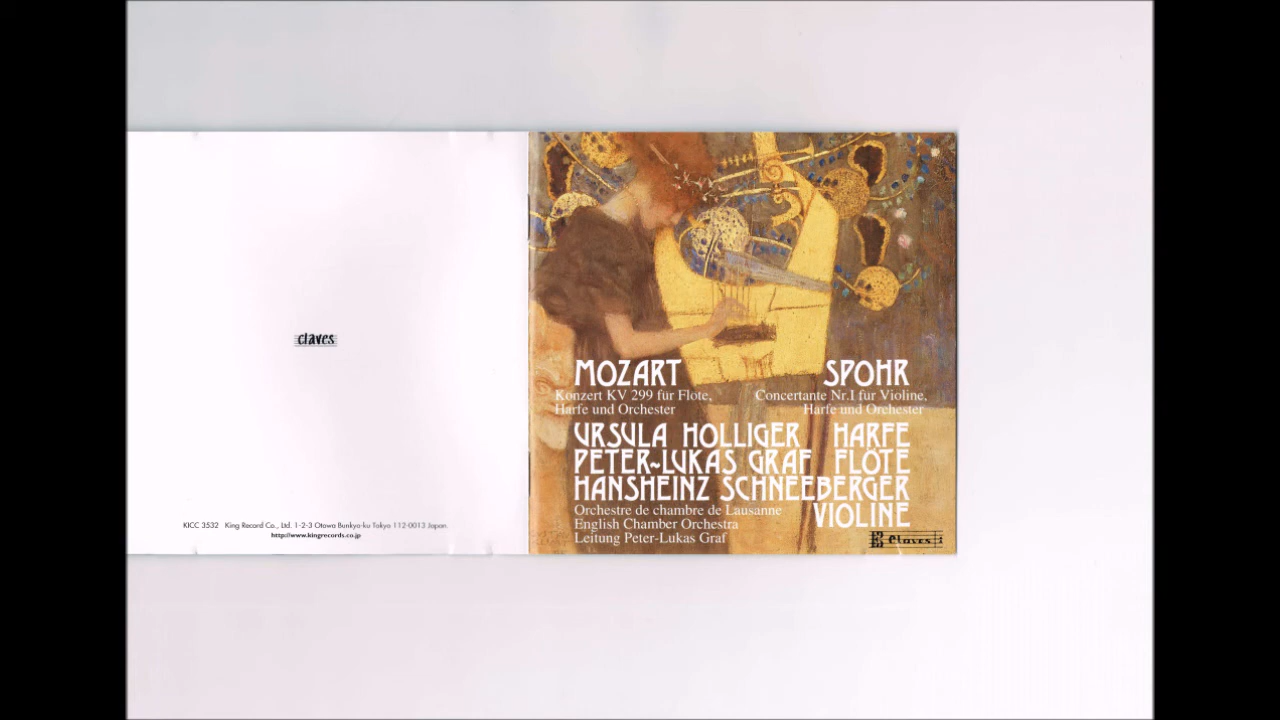 claves
KICC 3532 King Record Co., Ltd. 1-2-3 Otowa Bunkyo-ku Tokyo 112-0013 Japan.
http://www.kingrecords.co.jp
MOZART
Konzert KV 299 für Flöte,
Harfe und Orchester
SPOHR
Concertante Nr.I für Violine,
Harfe und Orchester
URSULA HOLLIGER HARFE
PETER-LUKAS GRAF FLÖTE
HANSHEINZ SCHNEEBERGER
VIOLINE
Orchestre de chambre de Lausanne
English Chamber Orchestra
Leitung Peter-Lukas Graf
Claves